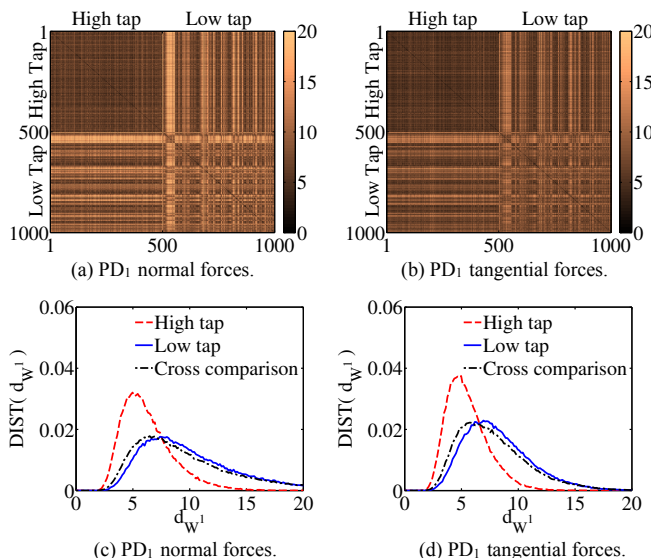 High tap Low tap
1
High Tap
500
Low Tap
1000
1 500 1000
20
15
10
5
0
(a) PD₁ normal forces.
High tap Low tap
1
High Tap
500
Low Tap
1000
1 500 1000
20
15
10
5
0
(b) PD₁ tangential forces.
0.06
0.04
0.02
0
DIST( d_W¹ )
High tap
Low tap
Cross comparison
0 5 10 15 20
d_W¹
(c) PD₁ normal forces.
0.06
0.04
0.02
0
DIST( d_W¹ )
High tap
Low tap
Cross comparison
0 5 10 15 20
d_W¹
(d) PD₁ tangential forces.